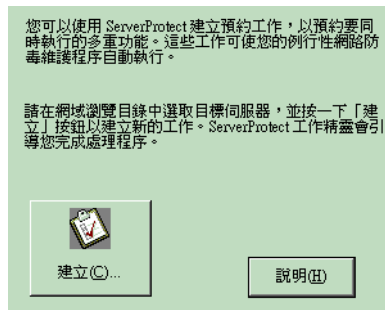 您可以使用 ServerProtect 建立預約工作，以預約要同
時執行的多重功能。這些工作可使您的例行性網路防
毒維護程序自動執行。
請在網域瀏覽目錄中選取目標伺服器，並按一下「建
立」按鈕以建立新的工作。ServerProtect 工作精靈會引
導您完成處理程序。
建立(C)...
說明(H)